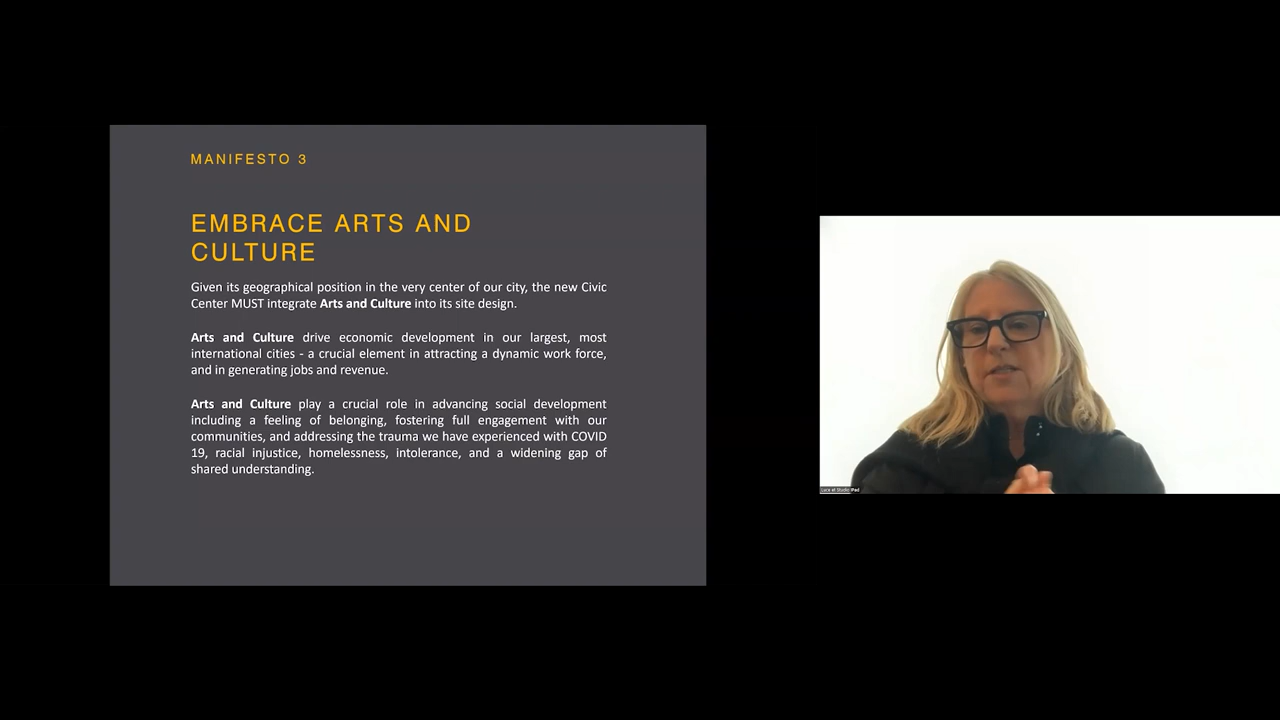 MANIFESTO 3
EMBRACE ARTS AND
CULTURE
Given its geographical position in the very center of our city, the new Civic
Center MUST integrate Arts and Culture into its site design.
Arts and Culture drive economic development in our largest, most
international cities - a crucial element in attracting a dynamic work force,
and in generating jobs and revenue.
Arts and Culture play a crucial role in advancing social development
including a feeling of belonging, fostering full engagement with our
communities, and addressing the trauma we have experienced with COVID
19, racial injustice, homelessness, intolerance, and a widening gap of
shared understanding.
Luca at Studio iPad